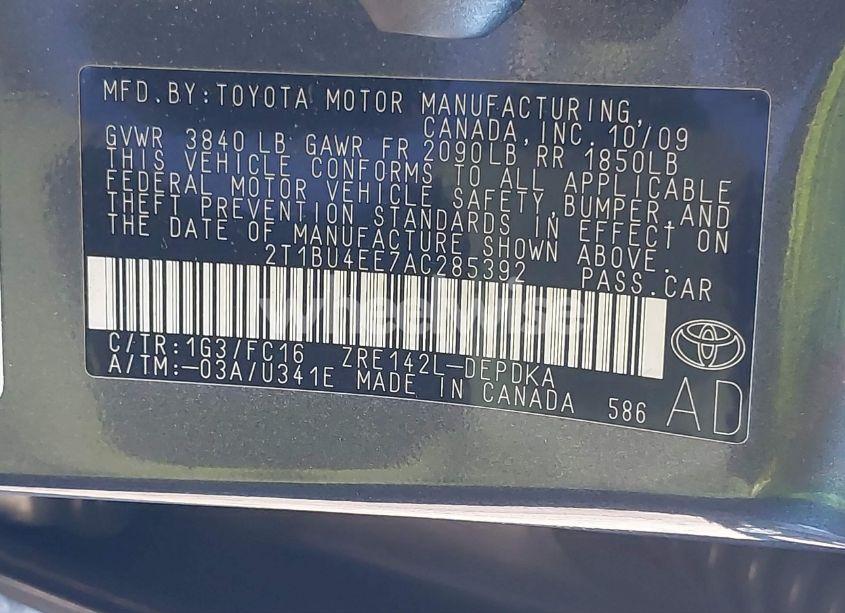 MFD.BY:TOYOTA MOTOR MANUFACTURING,
CANADA,INC. 10/09
GVWR 3840 LB GAWR FR 2090LB RR 1850LB
THIS VEHICLE CONFORMS TO ALL APPLICABLE
FEDERAL MOTOR VEHICLE SAFETY,BUMPER,AND
THEFT PREVENTION STANDARDS IN EFFECT ON
THE DATE OF MANUFACTURE SHOWN ABOVE.
2T1BU4EE7AC285392 PASS.CAR
wheelwise
C/TR:1G3/FC16 ZRE142L-DEPDKA
A/TM:-03A/U341E MADE IN CANADA 586 AD